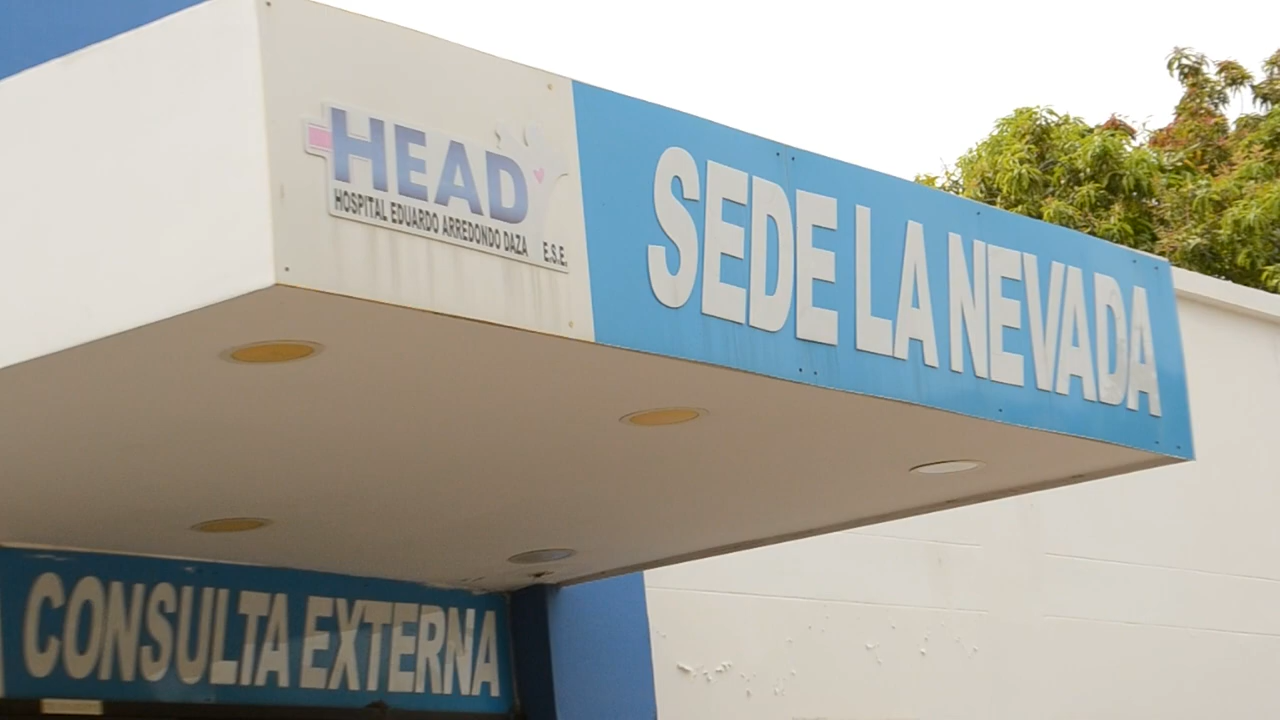 HEAD
HOSPITAL EDUARDO ARREDONDO DAZA E.S.E.
SEDE LA NEVADA
CONSULTA EXTERNA